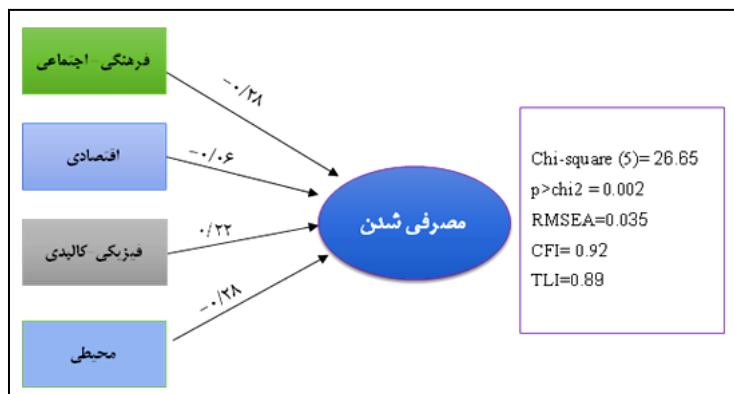 فرهنگی-اجتماعی
-۰/۲۸
اقتصادی
-۰/۰۶
فیزیکی-کالبدی
۰/۲۲
محیطی
-۰/۲۸
مصرفی شدن
Chi-square (5)= 26.65
p>chi2 = 0.002
RMSEA=0.035
CFI= 0.92
TLI=0.89